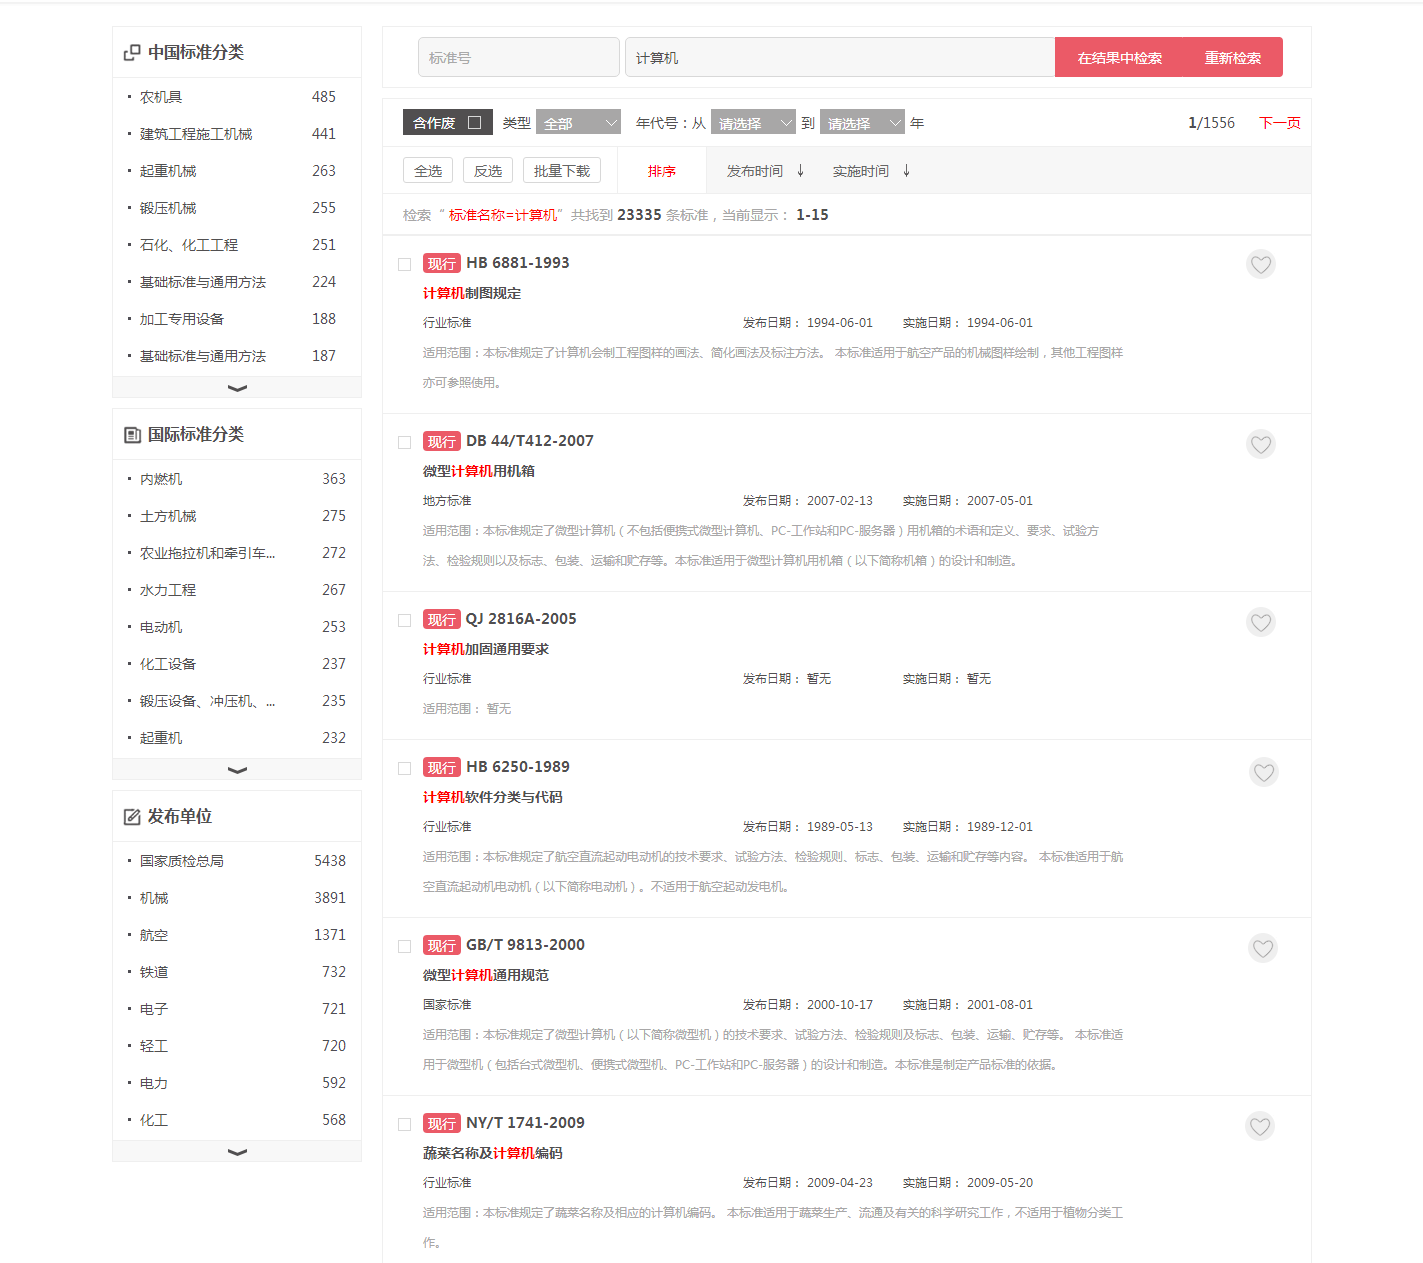 中国标准分类
农机具 485
建筑工程施工机械 441
起重机械 263
锻压机械 255
石化、化工工程 251
基础标准与通用方法 224
加工专用设备 188
基础标准与通用方法 187
国际标准分类
内燃机 363
土方机械 275
农业拖拉机和牵引车... 272
水力工程 267
电动机 253
化工设备 237
锻压设备、冲压机、... 235
起重机 232
发布单位
国家质检总局 5438
机械 3891
航空 1371
铁道 732
电子 721
轻工 720
电力 592
化工 568
标准号 计算机 在结果中检索 重新检索
含作废 类型 全部 年代号：从 请选择 到 请选择 年 1/1556 下一页
全选 反选 批量下载 排序 发布时间 ↓ 实施时间 ↓
检索“ 标准名称=计算机”共找到 23335 条标准，当前显示： 1-15
现行 HB 6881-1993
计算机制图规定
行业标准 发布日期： 1994-06-01 实施日期： 1994-06-01
适用范围：本标准规定了计算机会制工程图样的画法、简化画法及标注方法。 本标准适用于航空产品的机械图样绘制，其他工程图样
亦可参照使用。
现行 DB 44/T412-2007
微型计算机用机箱
地方标准 发布日期： 2007-02-13 实施日期： 2007-05-01
适用范围：本标准规定了微型计算机（不包括便携式微型计算机、PC-工作站和PC-服务器）用机箱的术语和定义、要求、试验方
法、检验规则以及标志、包装、运输和贮存等。本标准适用于微型计算机用机箱（以下简称机箱）的设计和制造。
现行 QJ 2816A-2005
计算机加固通用要求
行业标准 发布日期： 暂无 实施日期： 暂无
适用范围： 暂无
现行 HB 6250-1989
计算机软件分类与代码
行业标准 发布日期： 1989-05-13 实施日期： 1989-12-01
适用范围：本标准规定了航空直流起动电动机的技术要求、试验方法、检验规则、标志、包装、运输和贮存等内容。 本标准适用于航
空直流起动机电动机（以下简称电动机）。不适用于航空起动发电机。
现行 GB/T 9813-2000
微型计算机通用规范
国家标准 发布日期： 2000-10-17 实施日期： 2001-08-01
适用范围：本标准规定了微型计算机（以下简称微型机）的技术要求、试验方法、检验规则及标志、包装、运输、贮存等。 本标准适
用于微型机（包括台式微型机、便携式微型机、PC-工作站和PC-服务器）的设计和制造。本标准是制定产品标准的依据。
现行 NY/T 1741-2009
蔬菜名称及计算机编码
行业标准 发布日期： 2009-04-23 实施日期： 2009-05-20
适用范围：本标准规定了蔬菜名称及相应的计算机编码。 本标准适用于蔬菜生产、流通及有关的科学研究工作，不适用于植物分类工
作。